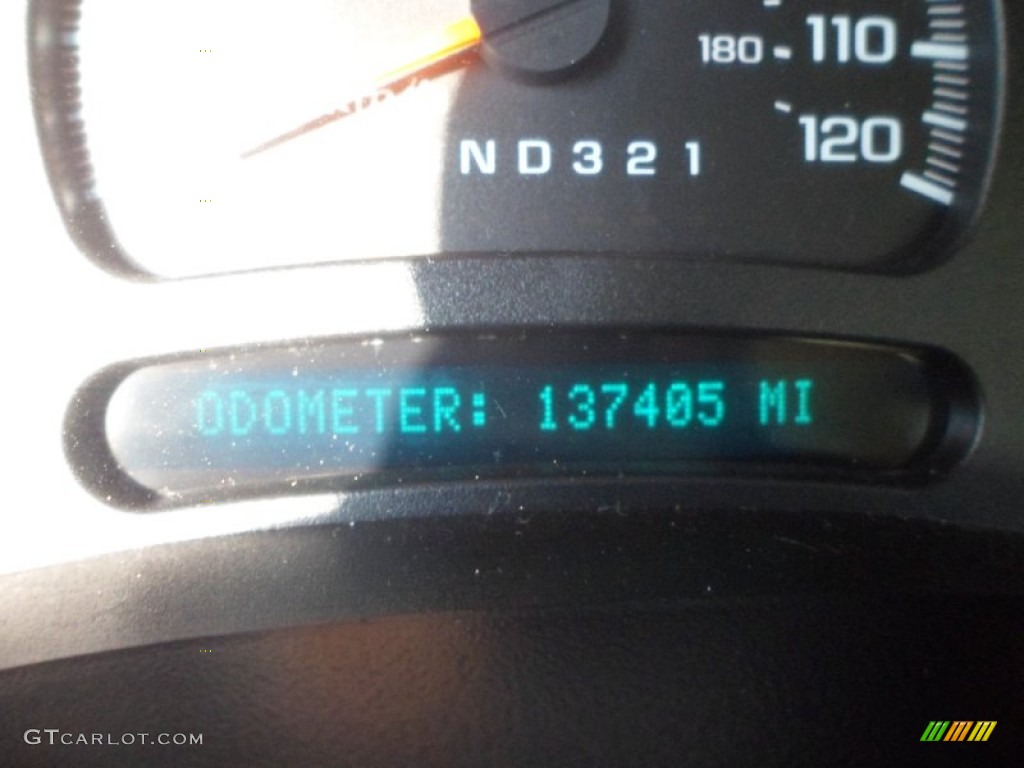 110
180
120
N D 3 2 1
ODOMETER: 137405 MI
GTCARLOT.COM